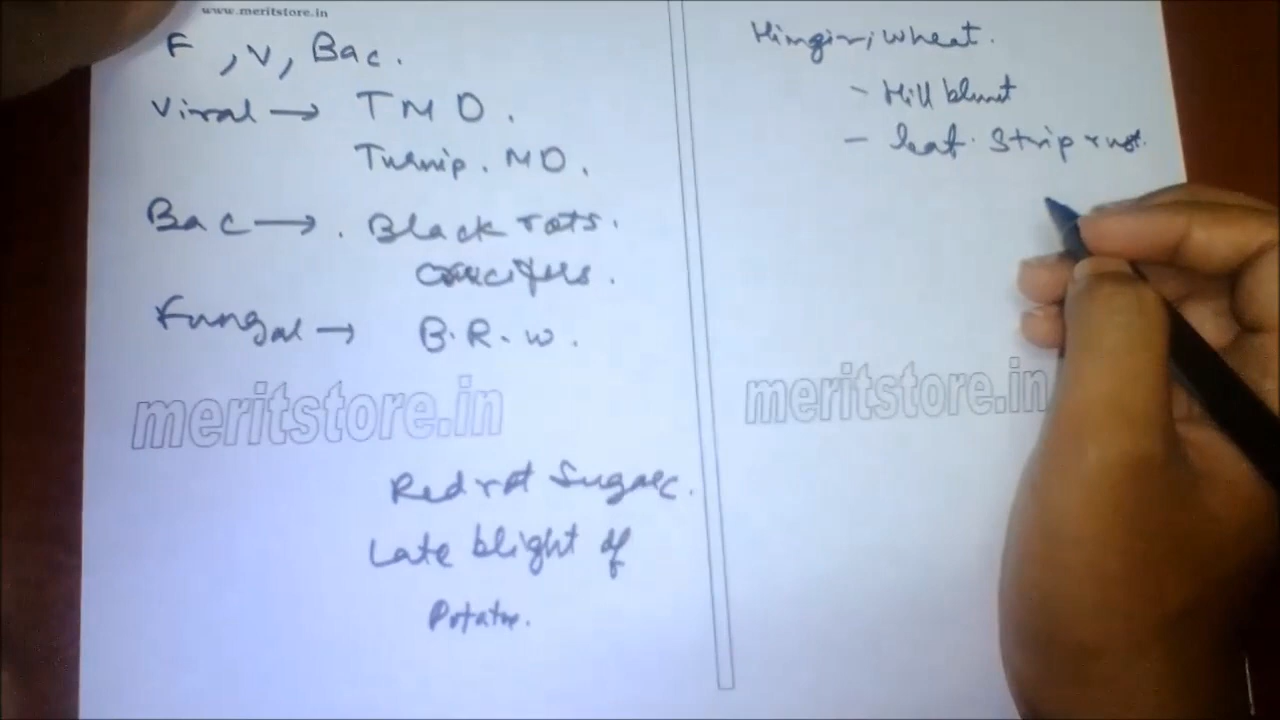 www.meritstore.in
F , V , Bac.
Viral → TMD.
Turnip. MD.
Bac → . Black rots.
crucifers.
Fungal → B.R.W.
meritstore.in
Red rot Sugarc.
Late blight of
Potato.
Himgiri, wheat.
- Hill blunt
- leaf. Strip rust.
meritstore.in